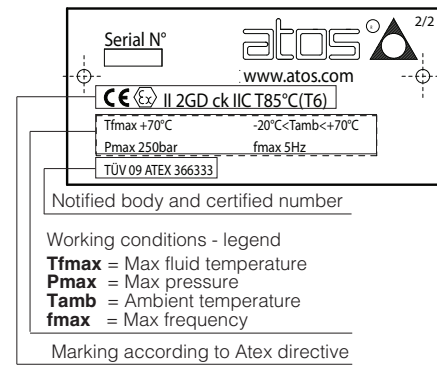 2/2
Serial N°
atos ®
www.atos.com
CE Ex II 2GD ck IIC T85°C(T6)
Tfmax +70°C -20°C<Tamb<+70°C
Pmax 250bar fmax 5Hz
TÜV 09 ATEX 366333
Notified body and certified number
Working conditions - legend
Tfmax = Max fluid temperature
Pmax = Max pressure
Tamb = Ambient temperature
fmax = Max frequency
Marking according to Atex directive